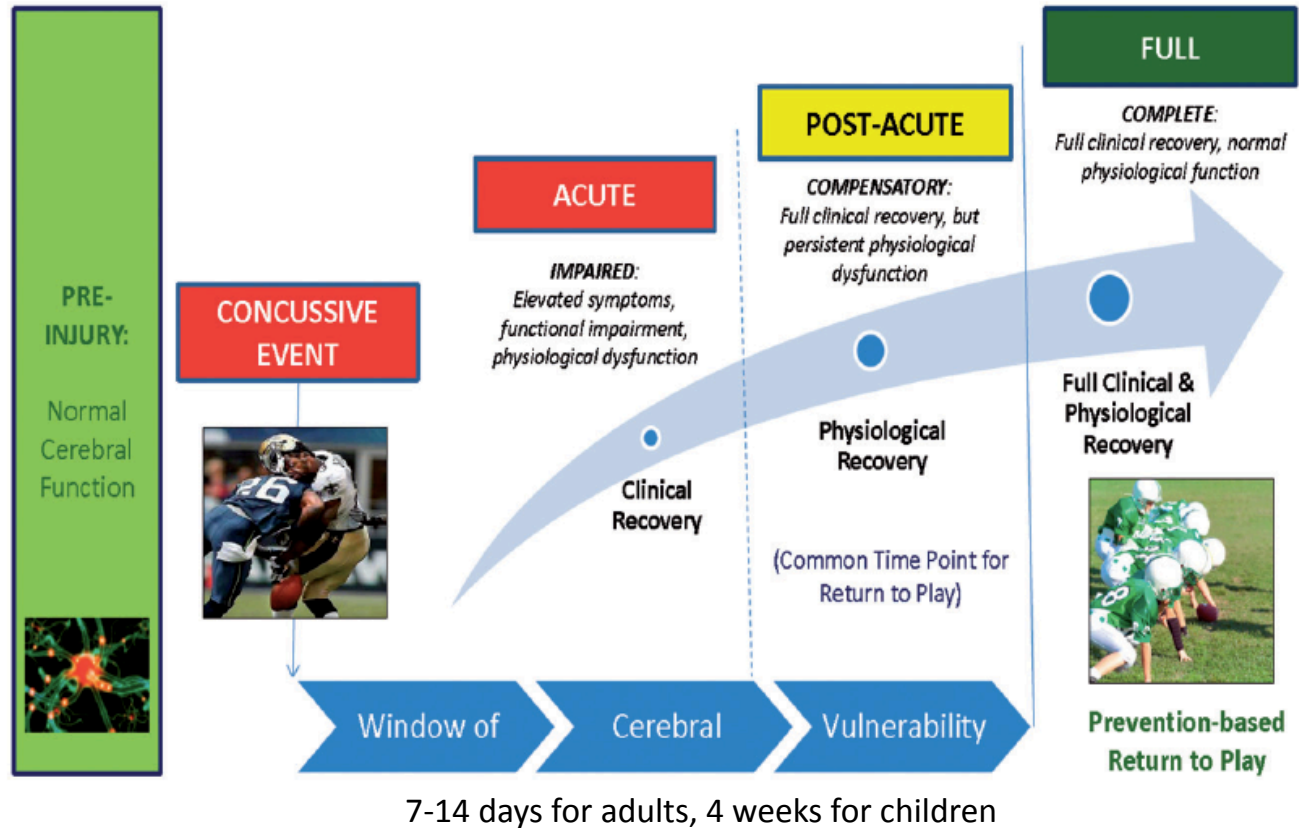 PRE-
INJURY:
Normal
Cerebral
Function
CONCUSSIVE
EVENT
26
ACUTE
IMPAIRED:
Elevated symptoms,
functional impairment,
physiological dysfunction
Clinical
Recovery
POST-ACUTE
COMPENSATORY:
Full clinical recovery, but
persistent physiological
dysfunction
Physiological
Recovery
(Common Time Point for
Return to Play)
FULL
COMPLETE:
Full clinical recovery, normal
physiological function
Full Clinical &
Physiological
Recovery
8
Prevention-based
Return to Play
Window of
Cerebral
Vulnerability
7-14 days for adults, 4 weeks for children